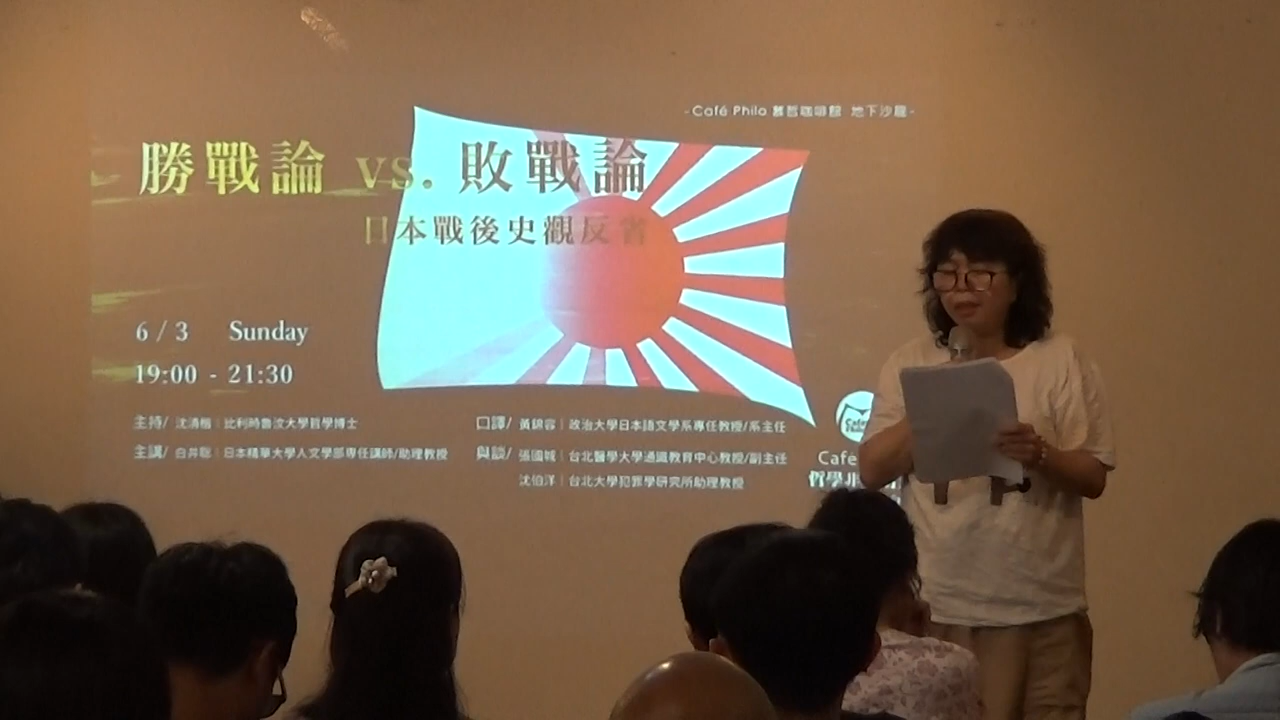 -Café Philo 慕哲咖啡館 地下沙龍-
勝戰論 vs. 敗戰論
日本戰後史觀反省
6 / 3 Sunday
19:00 - 21:30
主持/ 沈清楷 | 比利時魯汶大學哲學博士
主講/ 白井聡 | 日本精華大學人文學部專任講師/助理教授
口譯/ 黃錦容 | 政治大學日本語文學系專任教授/系主任
與談/ 張國城 | 台北醫學大學通識教育中心教授/副主任
沈伯洋 | 台北大學犯罪學研究所助理教授
Café
哲學